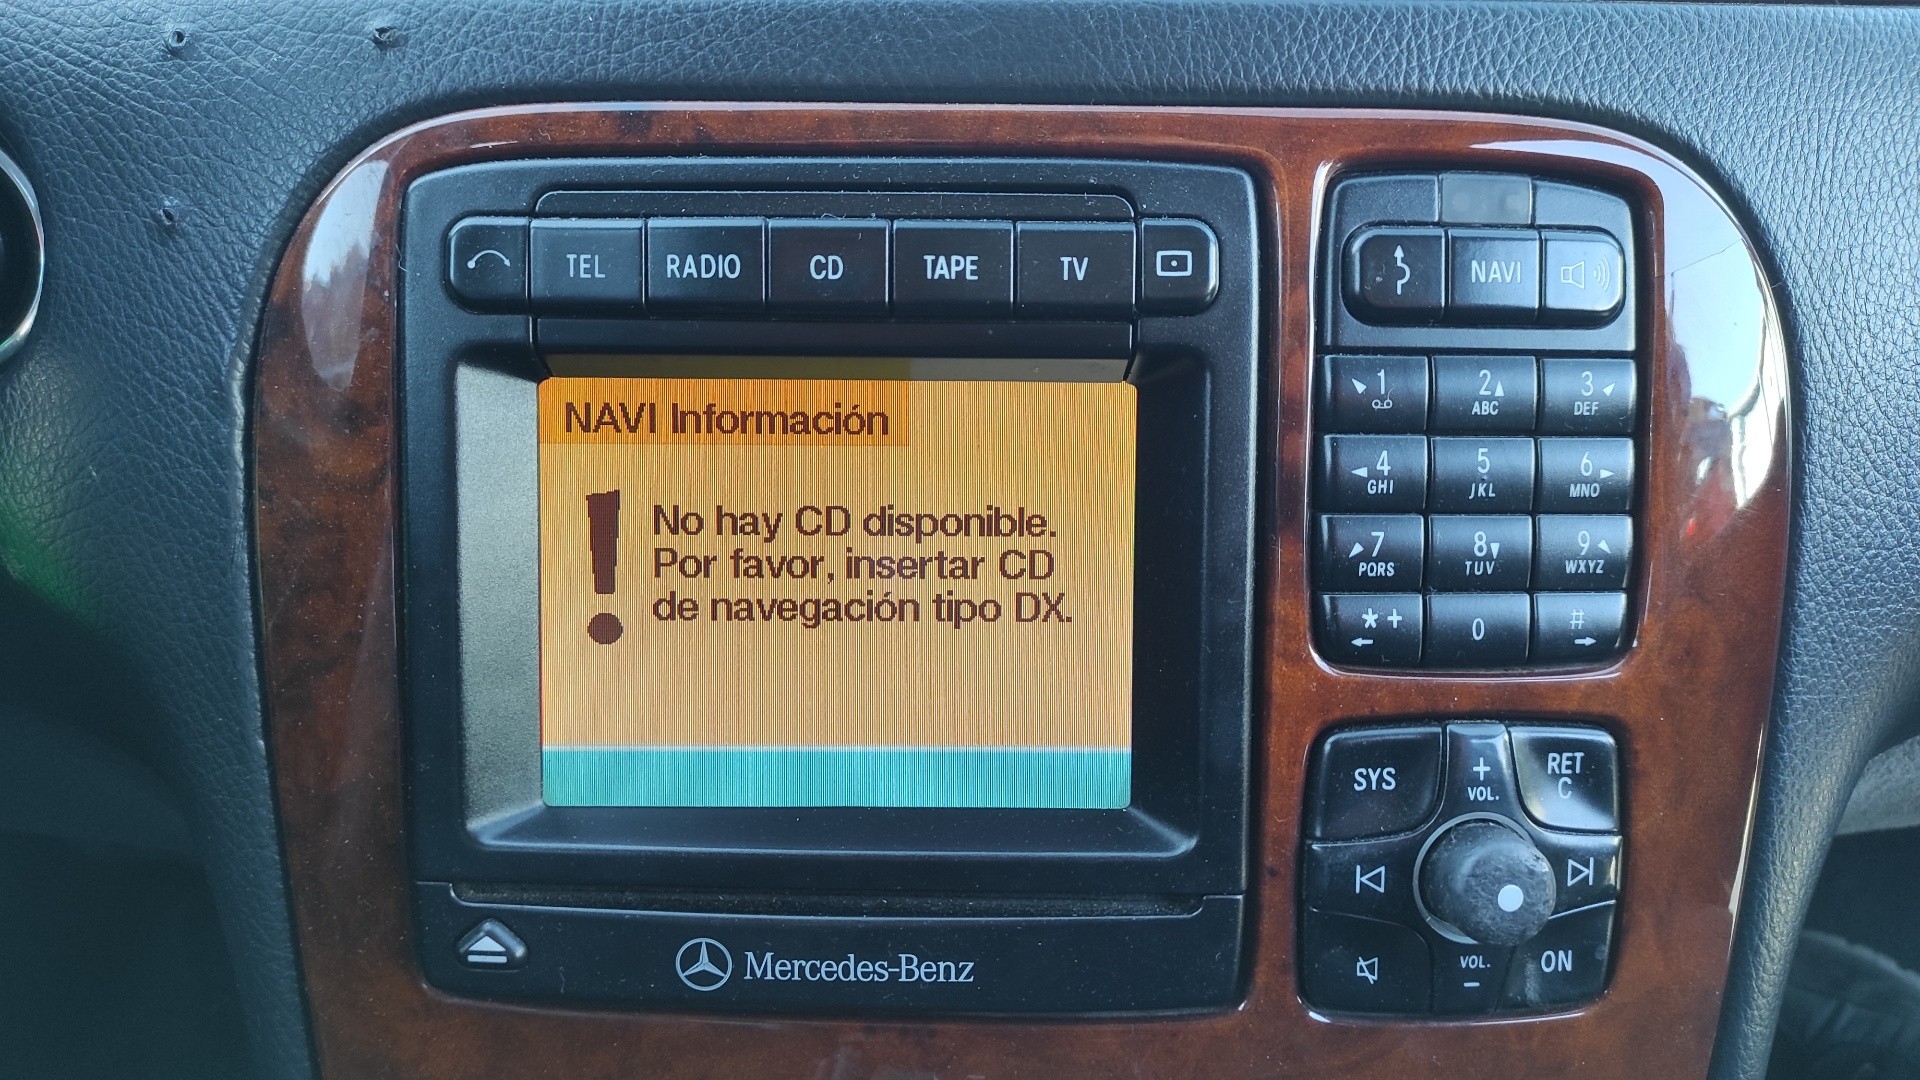 TEL RADIO CD TAPE TV
NAVI
NAVI Información
! No hay CD disponible.
Por favor, insertar CD
de navegación tipo DX.
1 2 3
ABC DEF
4 5 6
GHI JKL MNO
7 8 9
PQRS TUV WXYZ
* + 0 #
SYS + RET
VOL. C
VOL. ON
-
Mercedes-Benz